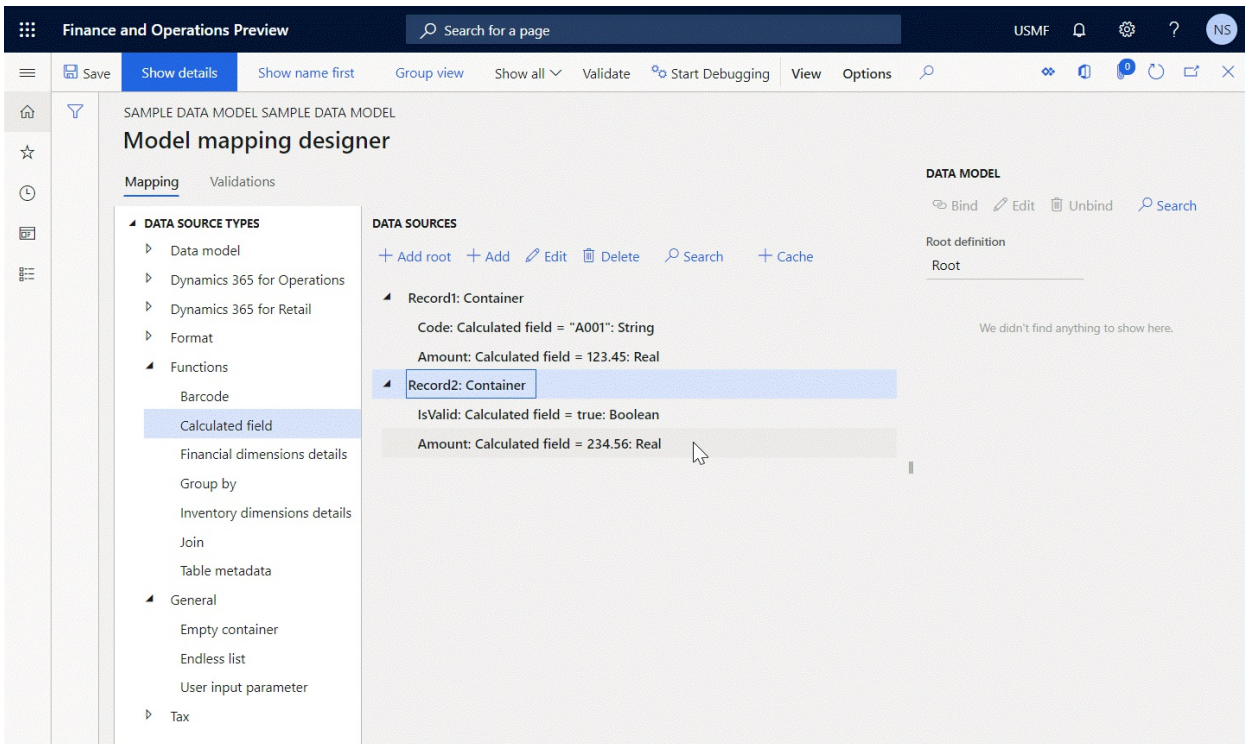 Finance and Operations Preview
Search for a page
USMF
?
NS
Save
Show details
Show name first
Group view
Show all
Validate
Start Debugging
View
Options
0
SAMPLE DATA MODEL SAMPLE DATA MODEL
Model mapping designer
Mapping
Validations
DATA SOURCE TYPES
Data model
Dynamics 365 for Operations
Dynamics 365 for Retail
Format
Functions
Barcode
Calculated field
Financial dimensions details
Group by
Inventory dimensions details
Join
Table metadata
General
Empty container
Endless list
User input parameter
Tax
DATA SOURCES
+ Add root
+ Add
Edit
Delete
Search
+ Cache
Record1: Container
Code: Calculated field = "A001": String
Amount: Calculated field = 123.45: Real
Record2: Container
IsValid: Calculated field = true: Boolean
Amount: Calculated field = 234.56: Real
DATA MODEL
Bind
Edit
Unbind
Search
Root definition
Root
We didn't find anything to show here.